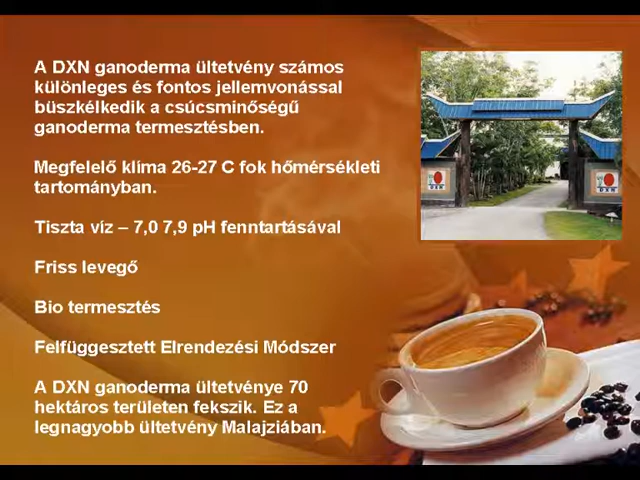 A DXN ganoderma ültetvény számos
különleges és fontos jellemvonással
büszkélkedik a csúcsminőségű
ganoderma termesztésben.
Megfelelő klíma 26-27 C fok hőmérsékleti
tartományban.
Tiszta víz – 7,0 7,9 pH fenntartásával
Friss levegő
Bio termesztés
Felfüggesztett Elrendezési Módszer
A DXN ganoderma ültetvénye 70
hektáros területen fekszik. Ez a
legnagyobb ültetvény Malajziában.
DXN
DXN